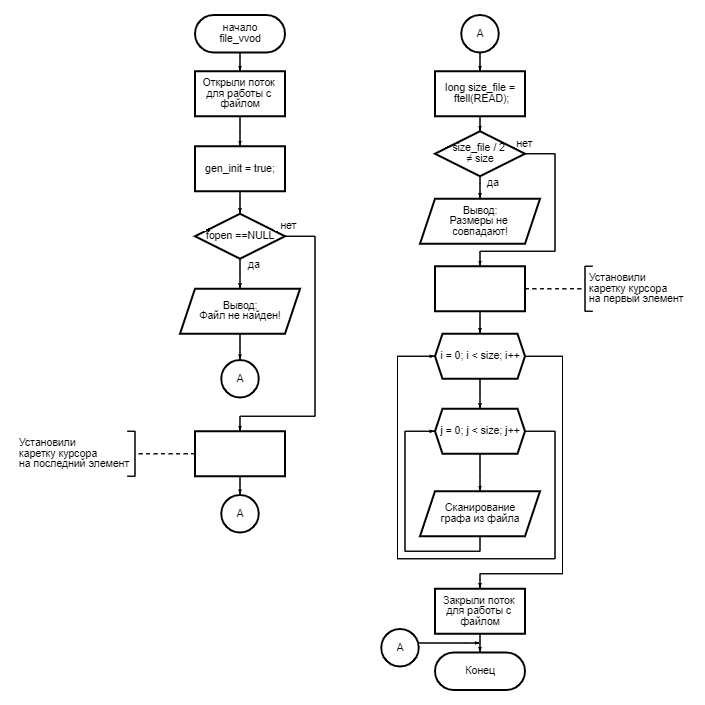 начало
file_vvod
Открыли поток
для работы с
файлом
gen_init = true;
fopen ==NULL
нет
да
Вывод:
Файл не найден!
А
Установили
каретку курсора
на последний элемент
А
А
long size_file =
ftell(READ);
size_file / 2
≠ size
нет
да
Вывод:
Размеры не
совпадают!
Установили
каретку курсора
на первый элемент
i = 0; i < size; i++
j = 0; j < size; j++
Сканирование
графа из файла
Закрыли поток
для работы с
файлом
А
Конец